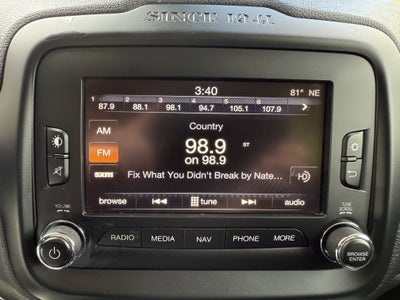 SINCE 1941
3:40 81° NE
1 2 3 4 5 6
87.9 88.1 98.1 94.7 105.1 107.9 >
AM
Country
FM
98.9 ST
on 98.9
sxm Fix What You Didn't Break by Nate... HD
browse tune audio
VOLUME
TUNE
SCROLL
RADIO MEDIA NAV PHONE MORE
BROWSE
ENTER